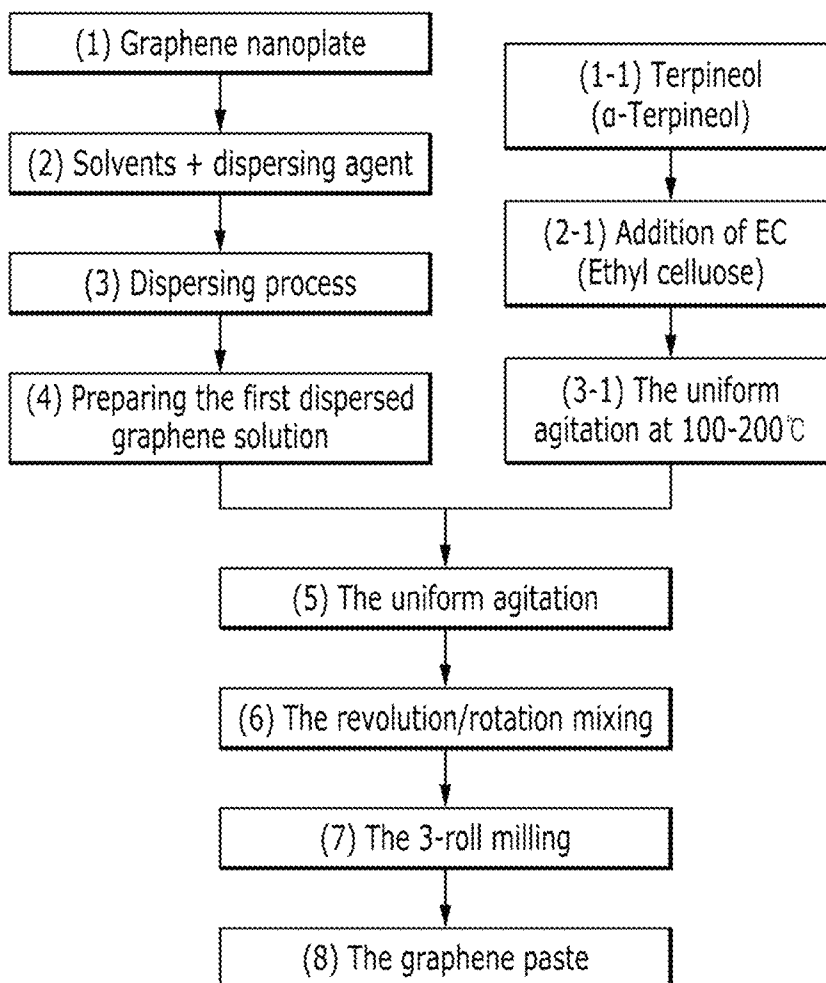 (1) Graphene nanoplate
(2) Solvents + dispersing agent
(3) Dispersing process
(4) Preparing the first dispersed
graphene solution
(1-1) Terpineol
(α-Terpineol)
(2-1) Addition of EC
(Ethyl celluose)
(3-1) The uniform
agitation at 100-200℃
(5) The uniform agitation
(6) The revolution/rotation mixing
(7) The 3-roll milling
(8) The graphene paste